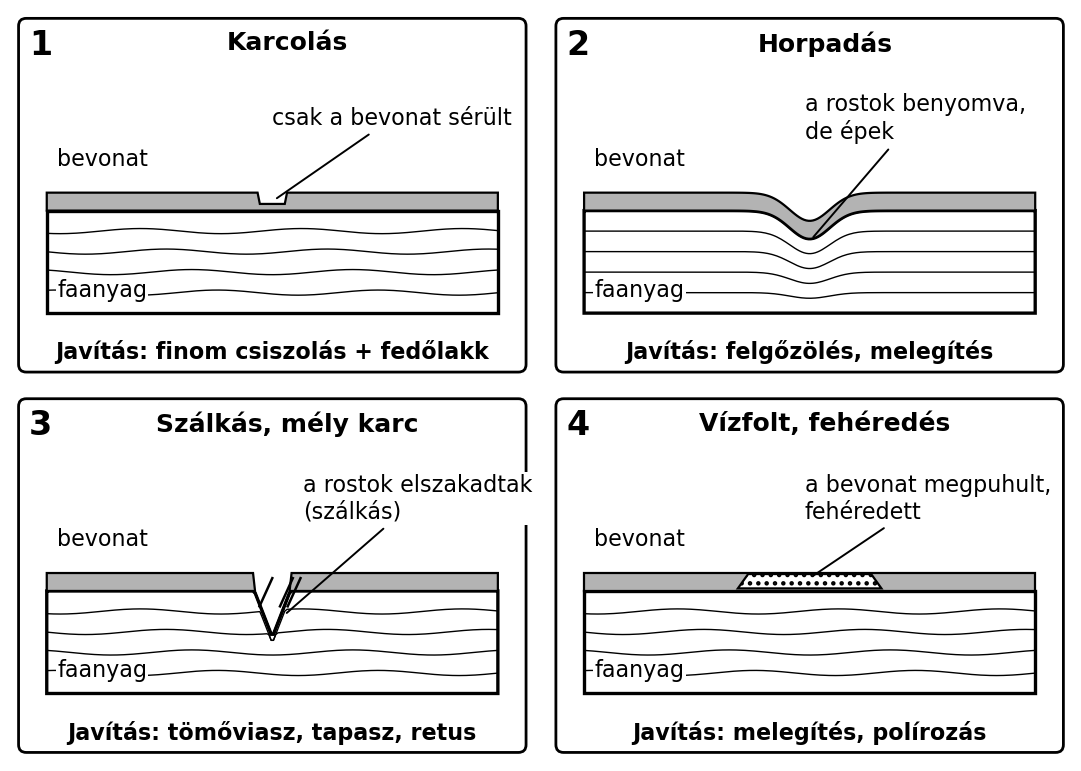 1
Karcolás
csak a bevonat sérült
bevonat
faanyag
Javítás: finom csiszolás + fedőlakk
2
Horpadás
a rostok benyomva,
de épek
bevonat
faanyag
Javítás: felgőzölés, melegítés
3
Szálkás, mély karc
a rostok elszakadtak
(szálkás)
bevonat
faanyag
Javítás: tömőviasz, tapasz, retus
4
Vízfolt, fehéredés
a bevonat megpuhult,
fehéredett
bevonat
faanyag
Javítás: melegítés, polírozás